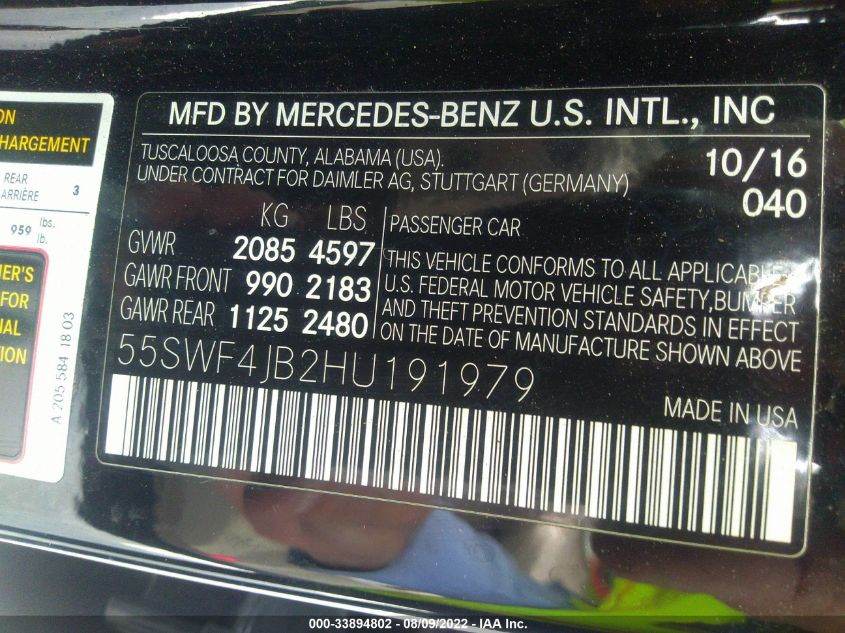 ON
HARGEMENT
REAR
ARRIÈRE
3
959 lbs.
lb.
ER'S
FOR
IAL
TION
A 205 584 18 03
MFD BY MERCEDES-BENZ U.S. INTL., INC
TUSCALOOSA COUNTY, ALABAMA (USA).
UNDER CONTRACT FOR DAIMLER AG, STUTTGART (GERMANY)
10/16
040
KG LBS
GVWR 2085 4597
GAWR FRONT 990 2183
GAWR REAR 1125 2480
PASSENGER CAR
THIS VEHICLE CONFORMS TO ALL APPLICABLE
U.S. FEDERAL MOTOR VEHICLE SAFETY,BUMPER
AND THEFT PREVENTION STANDARDS IN EFFECT
ON THE DATE OF MANUFACTURE SHOWN ABOVE
55SWF4JB2HU191979
MADE IN USA
000-33894802 - 08/09/2022 - IAA Inc.